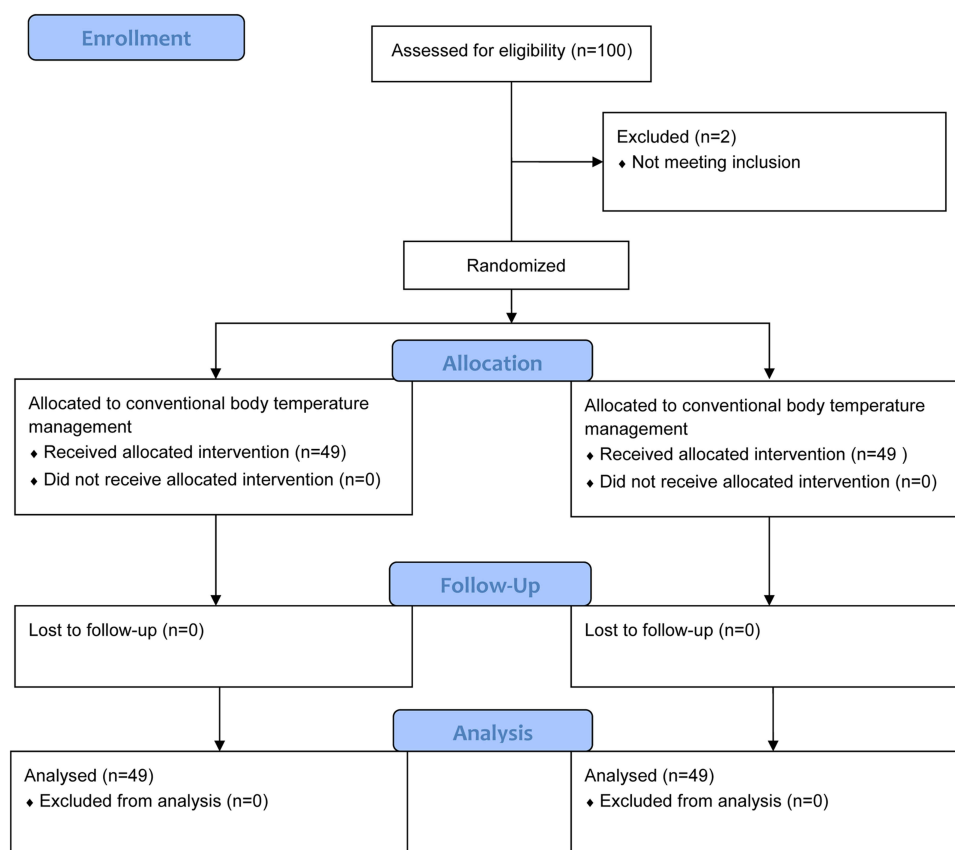 Enrollment
Assessed for eligibility (n=100)
Excluded (n=2)
♦ Not meeting inclusion
Randomized
Allocation
Allocated to conventional body temperature
management
♦ Received allocated intervention (n=49)
♦ Did not receive allocated intervention (n=0)
Allocated to conventional body temperature
management
♦ Received allocated intervention (n=49 )
♦ Did not receive allocated intervention (n=0)
Follow-Up
Lost to follow-up (n=0)
Lost to follow-up (n=0)
Analysis
Analysed (n=49)
♦ Excluded from analysis (n=0)
Analysed (n=49)
♦ Excluded from analysis (n=0)